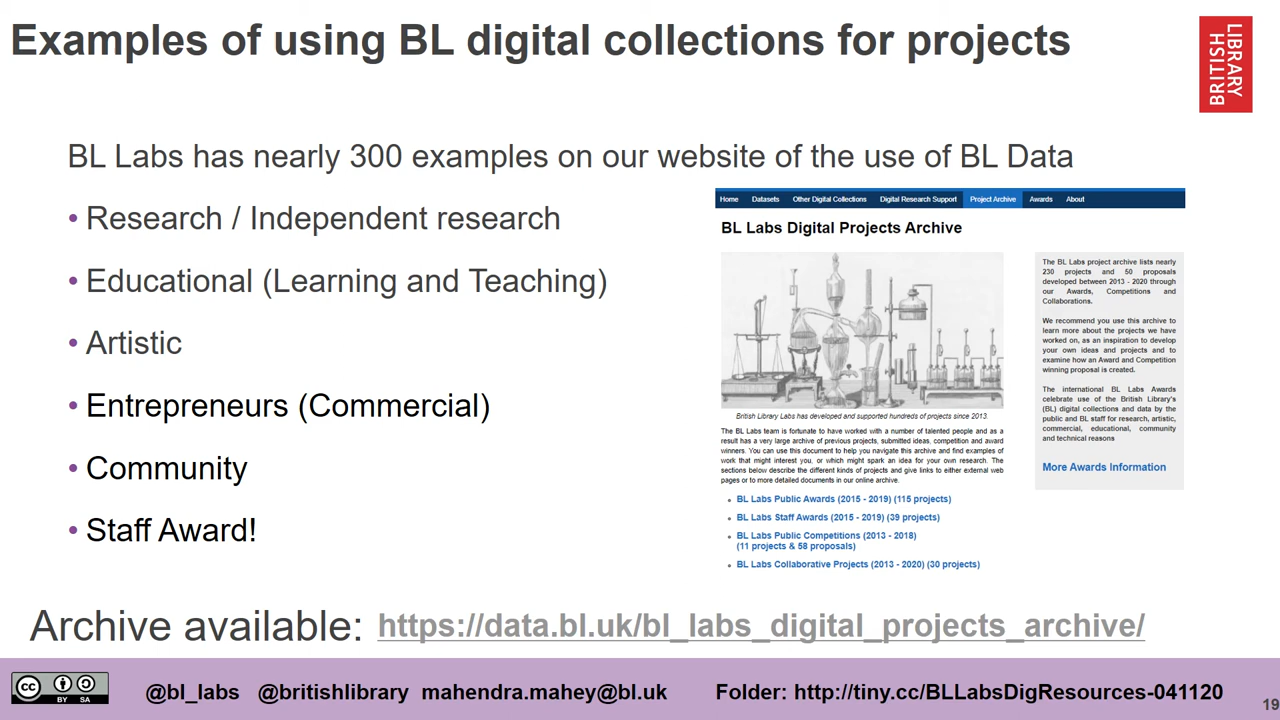 Examples of using BL digital collections for projects
LIBRARY
BRITISH
BL Labs has nearly 300 examples on our website of the use of BL Data
• Research / Independent research
• Educational (Learning and Teaching)
• Artistic
• Entrepreneurs (Commercial)
• Community
• Staff Award!
Home Datasets Other Digital Collections Digital Research Support Project Archive Awards About
BL Labs Digital Projects Archive
British Library Labs has developed and supported hundreds of projects since 2013.
The BL Labs team is fortunate to have worked with a number of talented people and as a
result has a very large archive of previous projects, submitted ideas, competition and award
winners. You can use this document to help you navigate this archive and find examples of
work that might interest you, or which might spark an idea for your own research. The
sections below describe the different kinds of projects and give links to either external web
pages or to more detailed documents in our online archive.
• BL Labs Public Awards (2015 - 2019) (115 projects)
• BL Labs Staff Awards (2015 - 2019) (39 projects)
• BL Labs Public Competitions (2013 - 2018)
(11 projects & 58 proposals)
• BL Labs Collaborative Projects (2013 - 2020) (30 projects)
The BL Labs project archive lists nearly
230 projects and 50 proposals
developed between 2013 - 2020 through
our Awards, Competitions and
Collaborations.
We recommend you use this archive to
learn more about the projects we have
worked on, as an inspiration to develop
your own ideas and projects and to
examine how an Award and Competition
winning proposal is created.
The international BL Labs Awards
celebrate use of the British Library's
(BL) digital collections and data by the
public and BL staff for research, artistic,
commercial, educational, community
and technical reasons
More Awards Information
Archive available: https://data.bl.uk/bl_labs_digital_projects_archive/
cc BY SA
@bl_labs @britishlibrary mahendra.mahey@bl.uk Folder: http://tiny.cc/BLLabsDigResources-041120
19